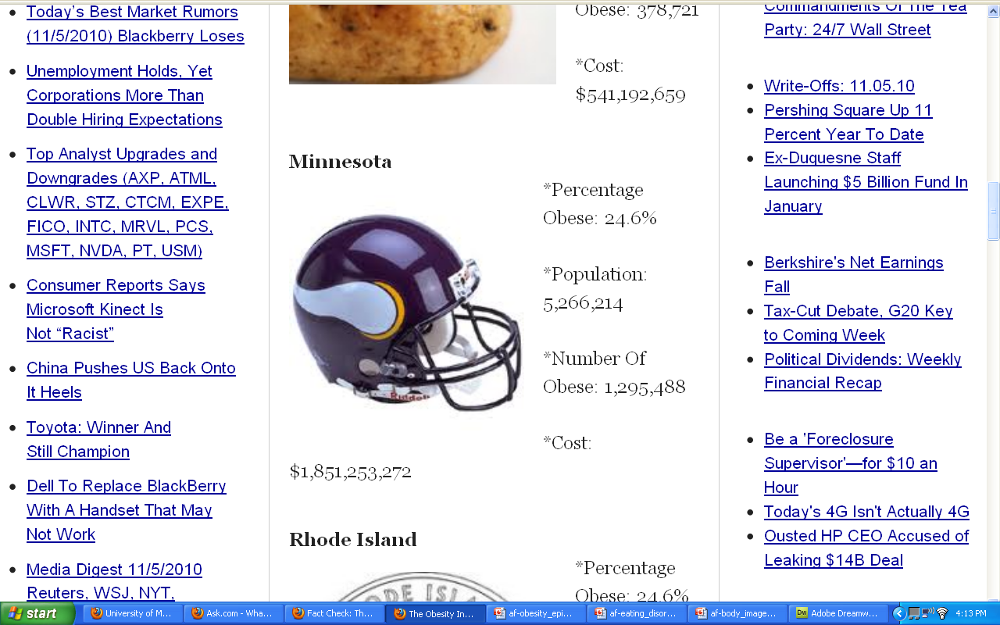 Today's Best Market Rumors
(11/5/2010) Blackberry Loses
Unemployment Holds, Yet
Corporations More Than
Double Hiring Expectations
Top Analyst Upgrades and
Downgrades (AXP, ATML,
CLWR, STZ, CTCM, EXPE,
FICO, INTC, MRVL, PCS,
MSFT, NVDA, PT, USM)
Consumer Reports Says
Microsoft Kinect Is
Not “Racist”
China Pushes US Back Onto
It Heels
Toyota: Winner And
Still Champion
Dell To Replace BlackBerry
With A Handset That May
Not Work
Media Digest 11/5/2010
Reuters, WSJ, NYT,
Obese: 378,721
*Cost:
$541,192,659
Minnesota
*Percentage
Obese: 24.6%
*Population:
5,266,214
*Number Of
Obese: 1,295,488
*Cost:
$1,851,253,272
Riddell
Rhode Island
*Percentage
Obese: 24.6%
ODE ISL
Commandments Of The Tea
Party: 24/7 Wall Street
Write-Offs: 11.05.10
Pershing Square Up 11
Percent Year To Date
Ex-Duquesne Staff
Launching $5 Billion Fund In
January
Berkshire's Net Earnings
Fall
Tax-Cut Debate, G20 Key
to Coming Week
Political Dividends: Weekly
Financial Recap
Be a 'Foreclosure
Supervisor'—for $10 an
Hour
Today's 4G Isn't Actually 4G
Ousted HP CEO Accused of
Leaking $14B Deal
start
University of M...
Ask.com - Wha...
Fact Check: Th...
The Obesity In...
af-obesity_epi...
af-eating_disor...
af-body_image...
Dw Adobe Dreamw...
4:13 PM